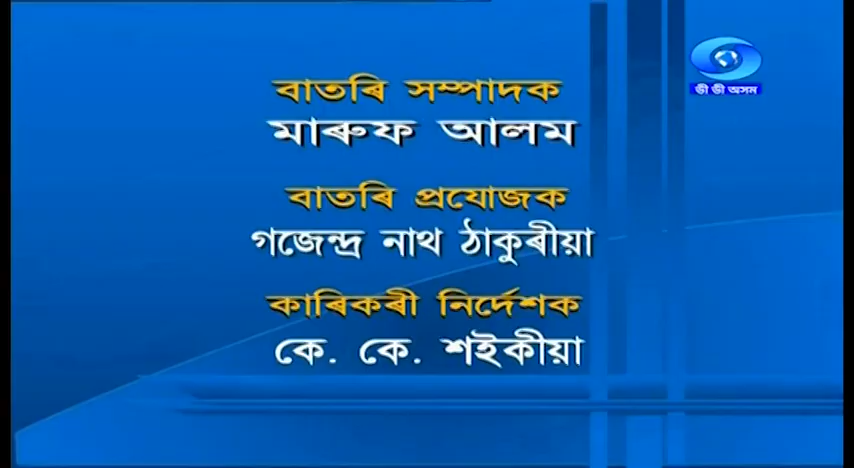 বাতৰি সম্পাদক
মাৰুফ আলম
বাতৰি প্ৰযোজক
গজেন্দ্ৰ নাথ ঠাকুৰীয়া
কাৰিকৰী নিৰ্দেশক
কে. কে. শইকীয়া
ডী ডী অসম